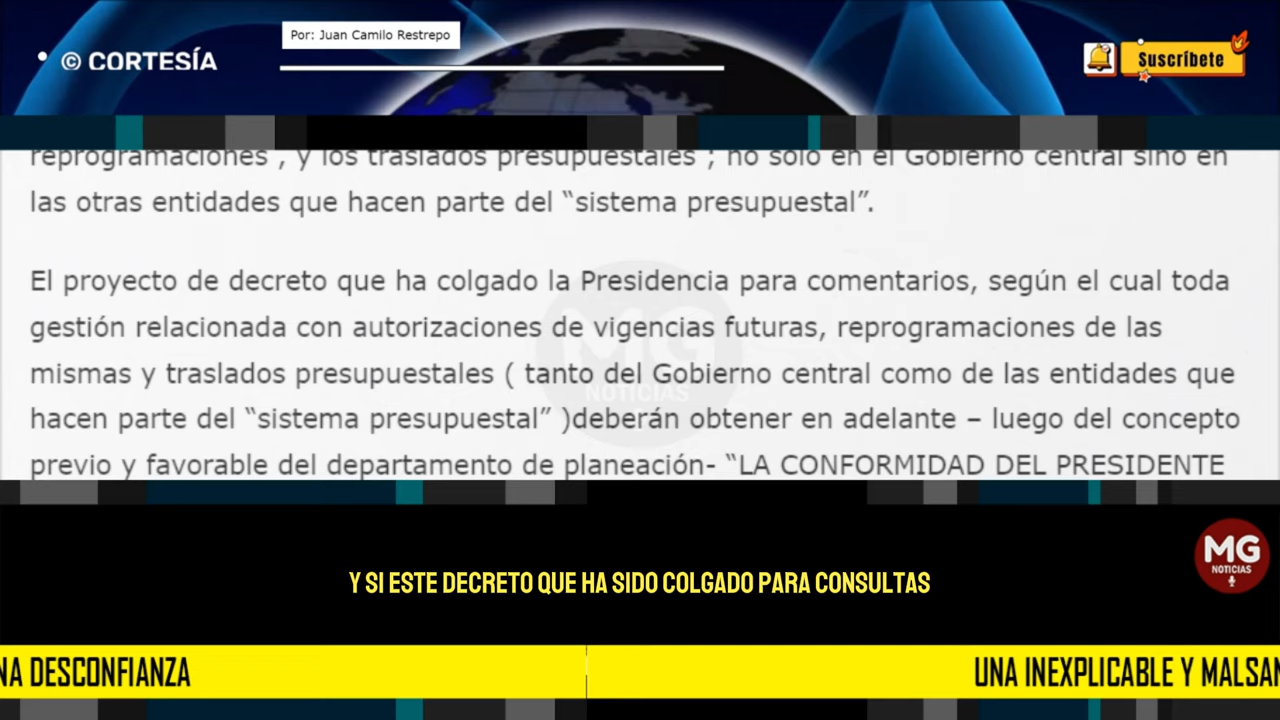 Por: Juan Camilo Restrepo
© CORTESÍA
Suscríbete
reprogramaciones , y los traslados presupuestales ; no solo en el Gobierno central sino en
las otras entidades que hacen parte del “sistema presupuestal”.
El proyecto de decreto que ha colgado la Presidencia para comentarios, según el cual toda
gestión relacionada con autorizaciones de vigencias futuras, reprogramaciones de las
mismas y traslados presupuestales ( tanto del Gobierno central como de las entidades que
hacen parte del “sistema presupuestal” )deberán obtener en adelante – luego del concepto
previo y favorable del departamento de planeación- “LA CONFORMIDAD DEL PRESIDENTE
MG
NOTICIAS
Y SI ESTE DECRETO QUE HA SIDO COLGADO PARA CONSULTAS
MG
NOTICIAS
NA DESCONFIANZA
UNA INEXPLICABLE Y MALSAN